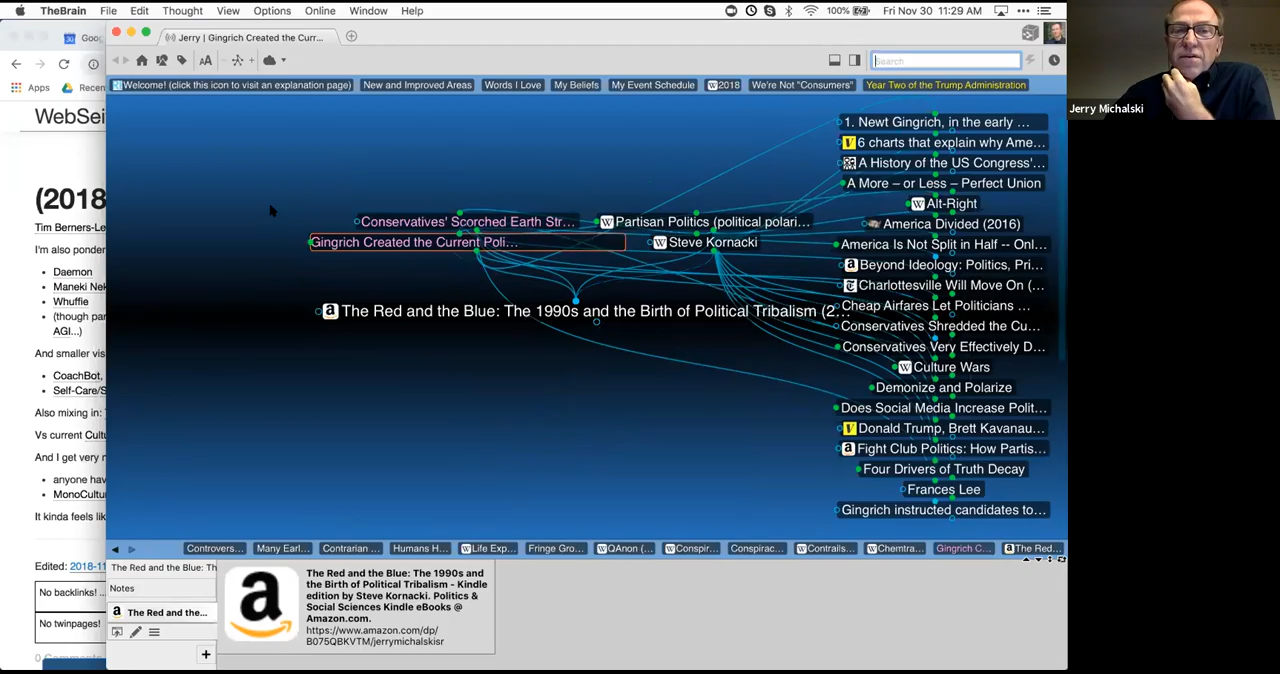 TheBrain File Edit Thought View Options Online Window Help 100% Fri Nov 30 11:29 AM
Goo
Jerry | Gingrich Created the Curr...
AA
Search
Apps
Recen
Welcome! (click this icon to visit an explanation page) New and Improved Areas Words I Love My Beliefs My Event Schedule W 2018 We're Not "Consumers" Year Two of the Trump Administration
Jerry Michalski
WebSei
(2018-
Tim Berners-Le
I'm also ponder
Daemon
Maneki Nek
Whuffie
(though par
AGI...)
And smaller vis
CoachBot,
Self-Care/S
Also mixing in:
Vs current Cultu
And I get very r
anyone hav
MonoCultu
It kinda feels lik
Edited: 2018-11
No backlinks! ..
No twinpages!
0 Comments
Conservatives' Scorched Earth Str...
W Partisan Politics (political polari...
Gingrich Created the Current Poli...
W Steve Kornacki
a The Red and the Blue: The 1990s and the Birth of Political Tribalism (2...
1. Newt Gingrich, in the early ...
V 6 charts that explain why Ame...
A History of the US Congress'...
A More – or Less – Perfect Union
W Alt-Right
America Divided (2016)
America Is Not Split in Half -- Onl...
a Beyond Ideology: Politics, Pri...
T Charlottesville Will Move On (...
Cheap Airfares Let Politicians ...
Conservatives Shredded the Cu...
Conservatives Very Effectively D...
W Culture Wars
Demonize and Polarize
Does Social Media Increase Polit...
V Donald Trump, Brett Kavanau...
a Fight Club Politics: How Partis...
Four Drivers of Truth Decay
Frances Lee
Gingrich instructed candidates to...
Controvers... Many Earl... Contrarian ... Humans H... W Life Exp... Fringe Gro... W QAnon (... W Conspir... Conspirac... W Contrails... W Chemtra... Gingrich C... a The Red...
The Red and the Blue: Th
Notes
a The Red and the...
+
a
The Red and the Blue: The 1990s and
the Birth of Political Tribalism - Kindle
edition by Steve Kornacki. Politics &
Social Sciences Kindle eBooks @
Amazon.com.
https://www.amazon.com/dp/
B075QBKVTM/jerrymichalskisr